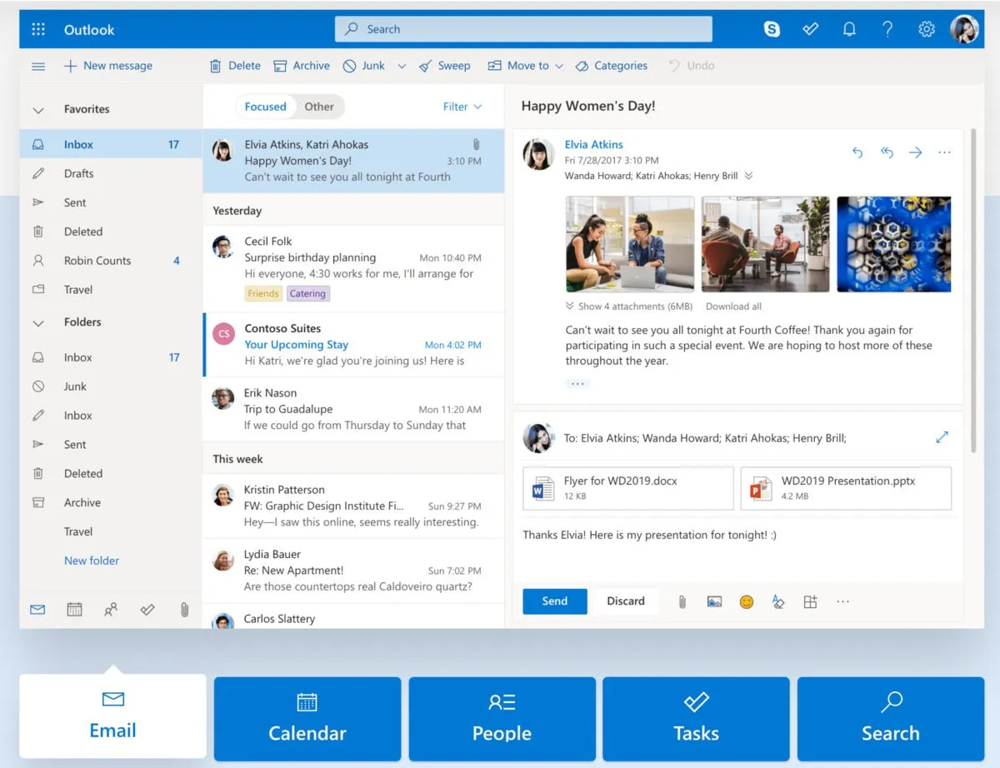 Outlook
Search
S
New message
Delete
Archive
Junk
Sweep
Move to
Categories
Undo
Favorites
Inbox 17
Drafts
Sent
Deleted
Robin Counts 4
Travel
Folders
Inbox 17
Junk
Inbox
Sent
Deleted
Archive
Travel
New folder
Focused
Other
Filter
Elvia Atkins, Katri Ahokas
Happy Women's Day! 3:10 PM
Can't wait to see you all tonight at Fourth
Yesterday
Cecil Folk
Surprise birthday planning Mon 10:40 PM
Hi everyone, 4:30 works for me, I'll arrange for
Friends Catering
CS
Contoso Suites
Your Upcoming Stay Mon 4:02 PM
Hi Katri, we're glad you're joining us! Here is
Erik Nason
Trip to Guadalupe Mon 11:20 AM
If we could go from Thursday to Sunday that
This week
Kristin Patterson
FW: Graphic Design Institute Fi... Sun 9:27 PM
Hey—I saw this online, seems really interesting.
Lydia Bauer
Re: New Apartment! Sun 7:02 PM
Are those countertops real Caldoveiro quartz?
Carlos Slattery
Happy Women's Day!
Elvia Atkins
Fri 7/28/2017 3:10 PM
Wanda Howard; Katri Ahokas; Henry Brill
Show 4 attachments (6MB) Download all
Can't wait to see you all tonight at Fourth Coffee! Thank you again for
participating in such a special event. We are hoping to host more of these
throughout the year.
To: Elvia Atkins; Wanda Howard; Katri Ahokas; Henry Brill;
W
Flyer for WD2019.docx
12 KB
P
WD2019 Presentation.pptx
4.2 MB
Thanks Elvia! Here is my presentation for tonight! :)
Send
Discard
Email
Calendar
People
Tasks
Search